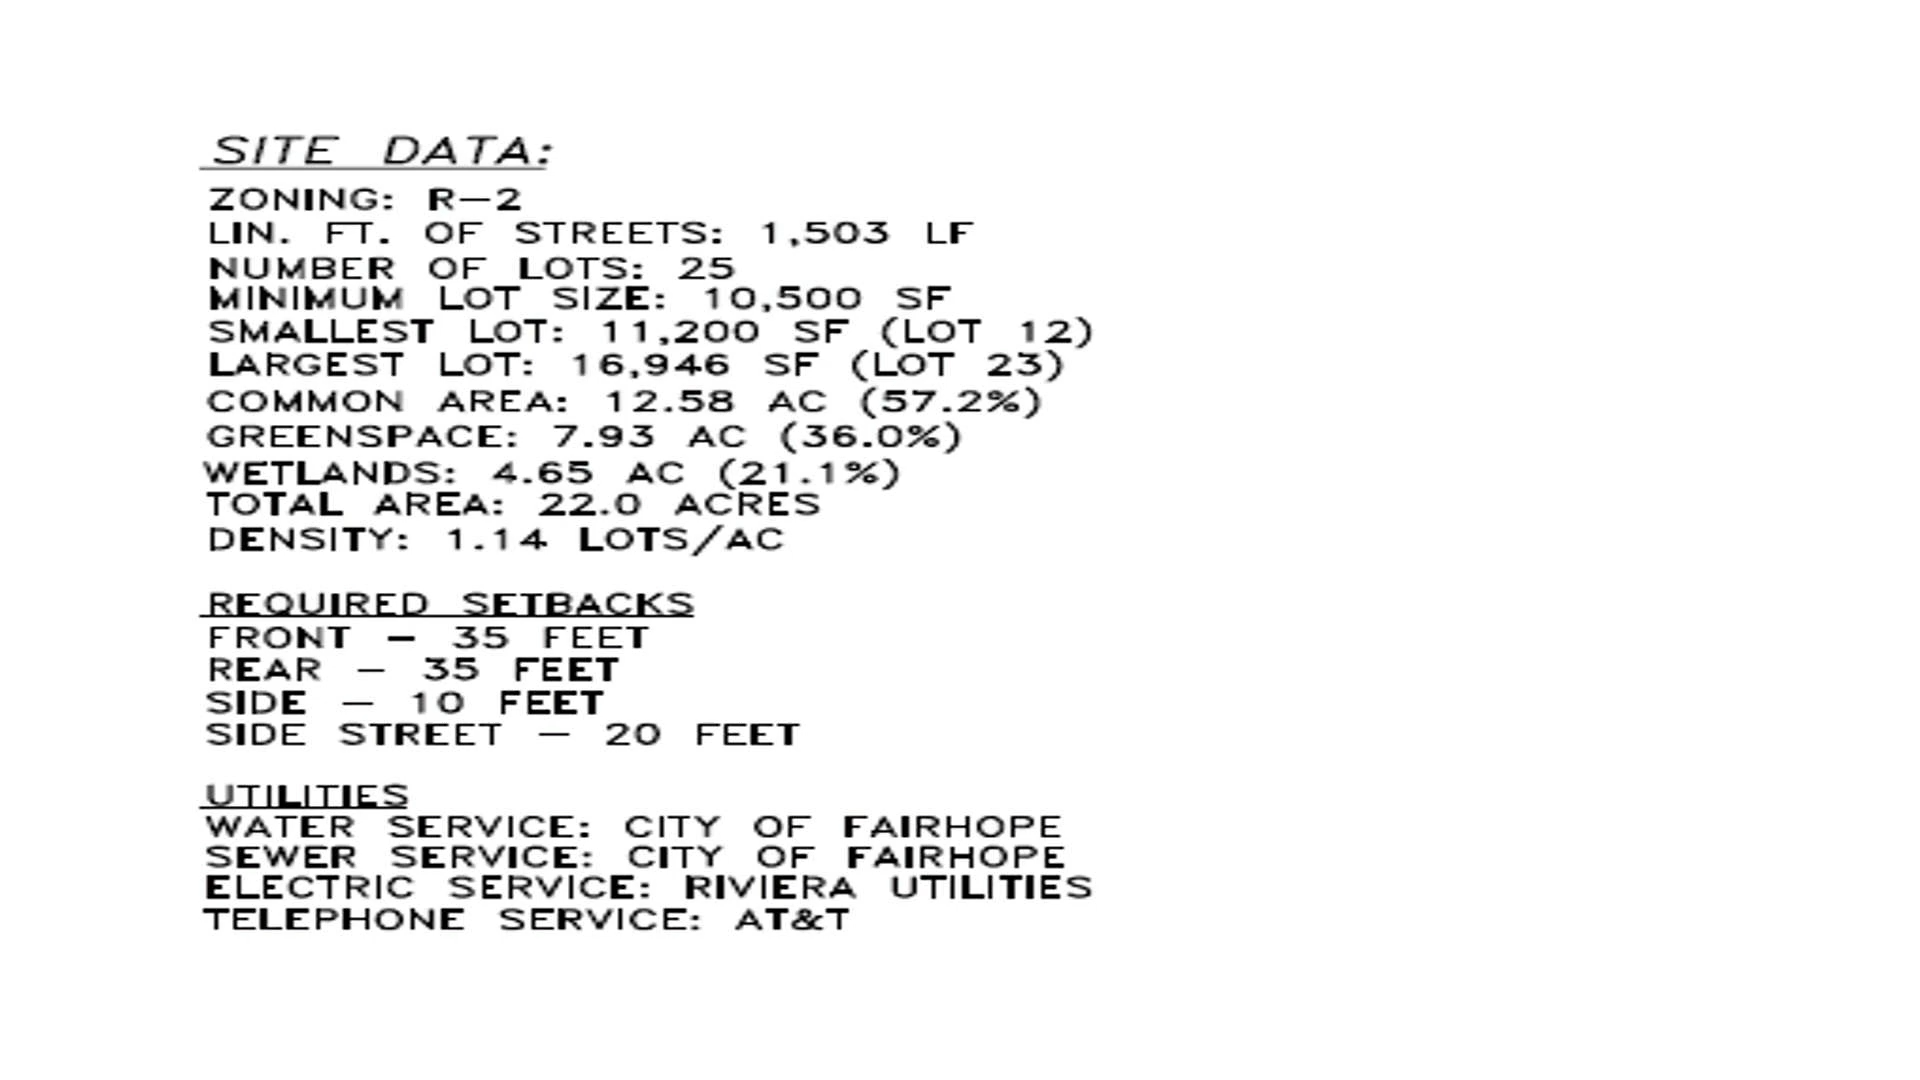 SITE DATA:
ZONING: R-2
LIN. FT. OF STREETS: 1,503 LF
NUMBER OF LOTS: 25
MINIMUM LOT SIZE: 10,500 SF
SMALLEST LOT: 11,200 SF (LOT 12)
LARGEST LOT: 16,946 SF (LOT 23)
COMMON AREA: 12.58 AC (57.2%)
GREENSPACE: 7.93 AC (36.0%)
WETLANDS: 4.65 AC (21.1%)
TOTAL AREA: 22.0 ACRES
DENSITY: 1.14 LOTS/AC
REQUIRED SETBACKS
FRONT - 35 FEET
REAR - 35 FEET
SIDE - 10 FEET
SIDE STREET - 20 FEET
UTILITIES
WATER SERVICE: CITY OF FAIRHOPE
SEWER SERVICE: CITY OF FAIRHOPE
ELECTRIC SERVICE: RIVIERA UTILITIES
TELEPHONE SERVICE: AT&T